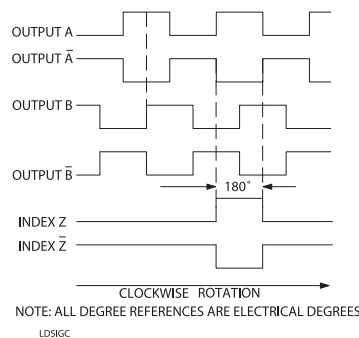 OUTPUT A
OUTPUT A̅
OUTPUT B
OUTPUT B̅
180°
INDEX Z
INDEX Z̅
CLOCKWISE ROTATION
NOTE: ALL DEGREE REFERENCES ARE ELECTRICAL DEGREES
LDSIGC